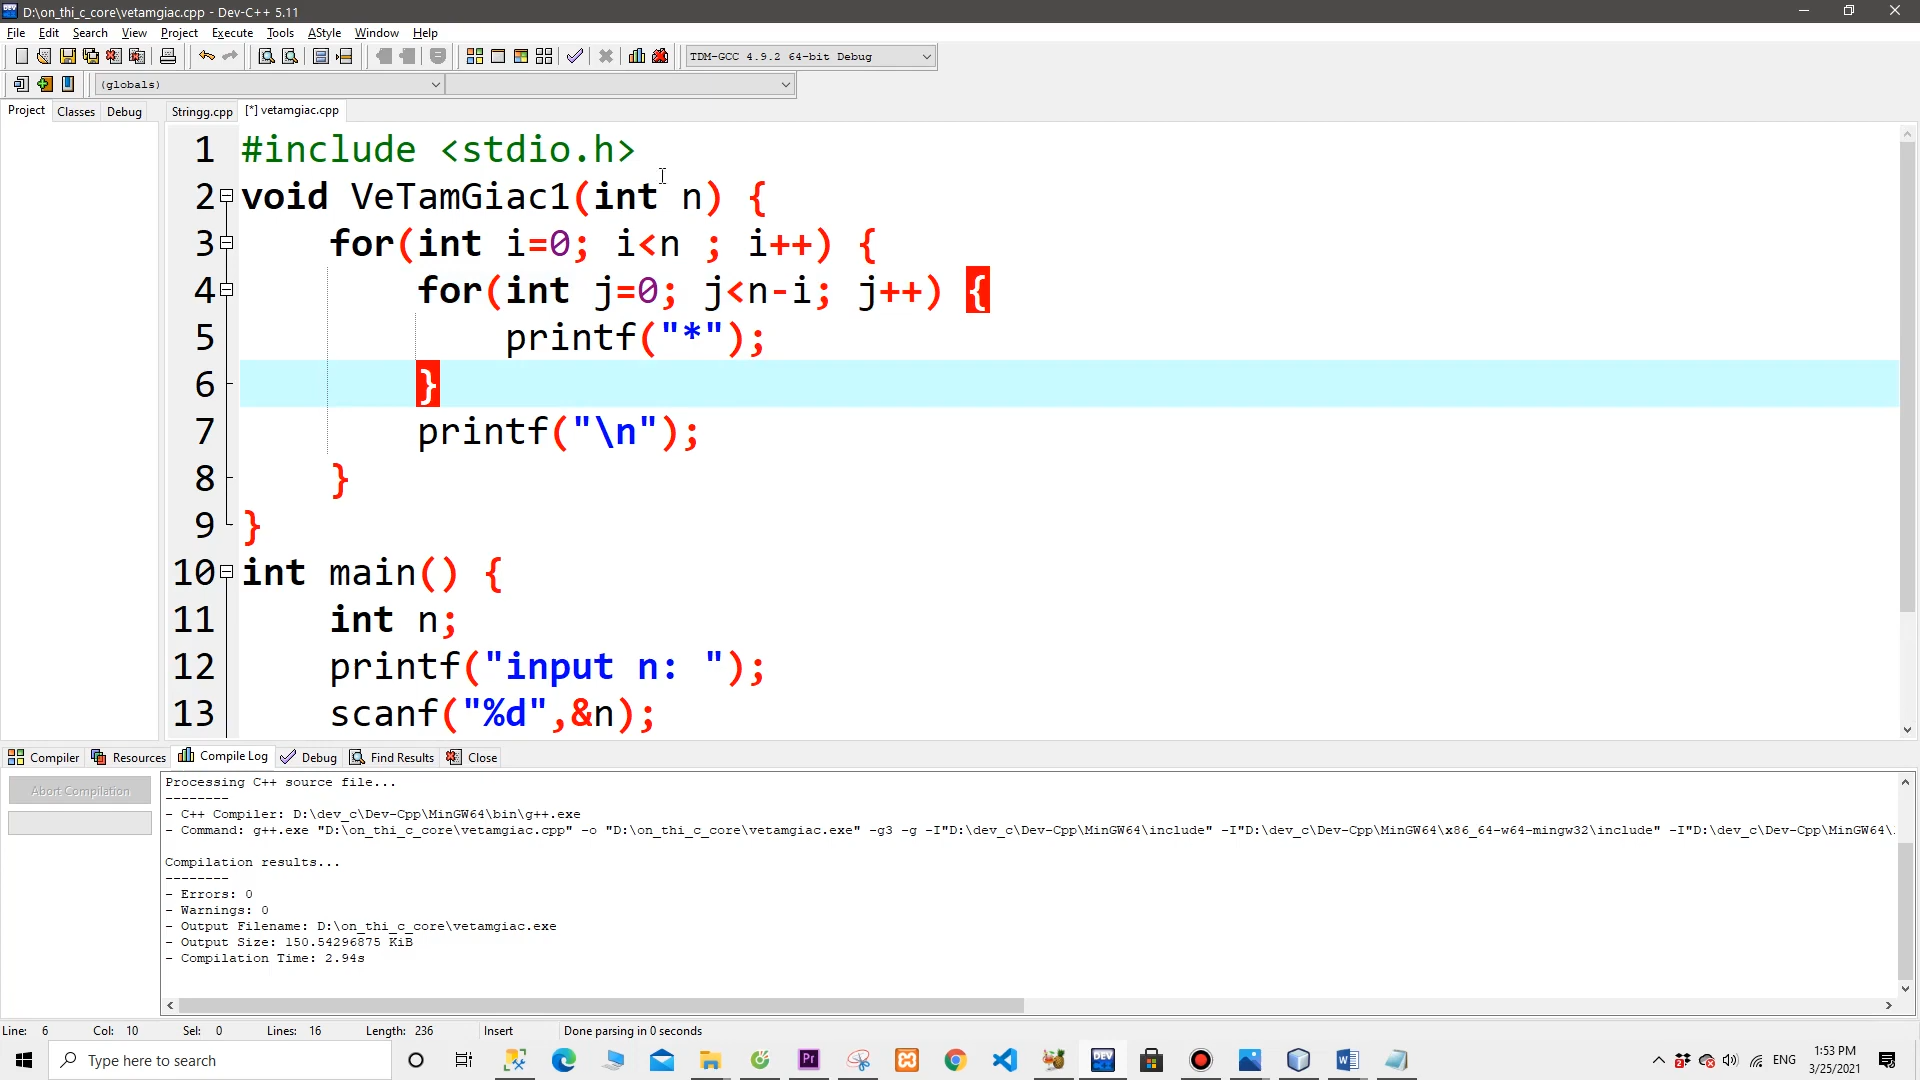 D:\on_thi_c_core\vetamgiac.cpp - Dev-C++ 5.11
File Edit Search View Project Execute Tools AStyle Window Help
TDM-GCC 4.9.2 64-bit Debug
(globals)
Project Classes Debug Stringg.cpp [*] vetamgiac.cpp
1 #include <stdio.h>
2 void VeTamGiac1(int n) {
3 for(int i=0; i<n ; i++) {
4 for(int j=0; j<n-i; j++) {
5 printf("*");
6 }
7 printf("\n");
8 }
9 }
10 int main() {
11 int n;
12 printf("input n: ");
13 scanf("%d",&n);
Compiler Resources Compile Log Debug Find Results Close
Abort Compilation
Processing C++ source file...
--------
- C++ Compiler: D:\dev_c\Dev-Cpp\MinGW64\bin\g++.exe
- Command: g++.exe "D:\on_thi_c_core\vetamgiac.cpp" -o "D:\on_thi_c_core\vetamgiac.exe" -g3 -g -I"D:\dev_c\Dev-Cpp\MinGW64\include" -I"D:\dev_c\Dev-Cpp\MinGW64\x86_64-w64-mingw32\include" -I"D:\dev_c\Dev-Cpp\MinGW64\
Compilation results...
--------
- Errors: 0
- Warnings: 0
- Output Filename: D:\on_thi_c_core\vetamgiac.exe
- Output Size: 150.54296875 KiB
- Compilation Time: 2.94s
Line: 6 Col: 10 Sel: 0 Lines: 16 Length: 236 Insert Done parsing in 0 seconds
Type here to search
Pr
DEV
ENG
1:53 PM
3/25/2021